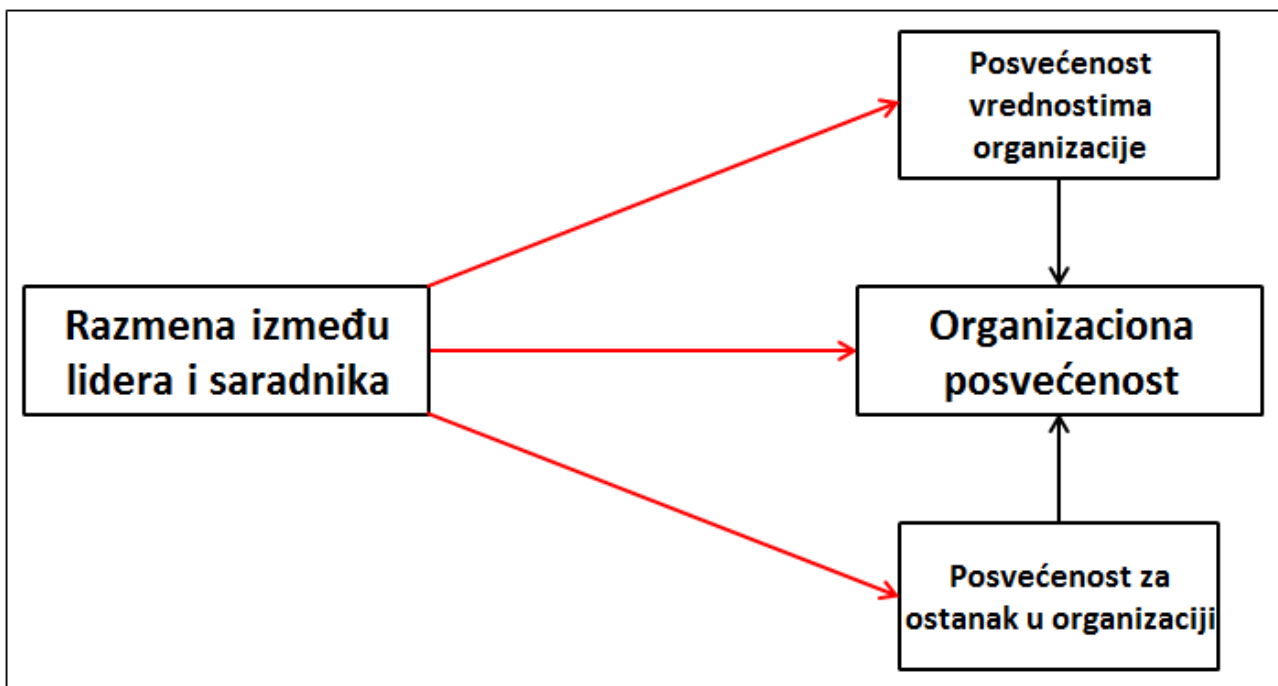 Posvećenost
vrednostima
organizacije
Razmena između
lidera i saradnika
Organizaciona
posvećenost
Posvećenost za
ostanak u organizaciji